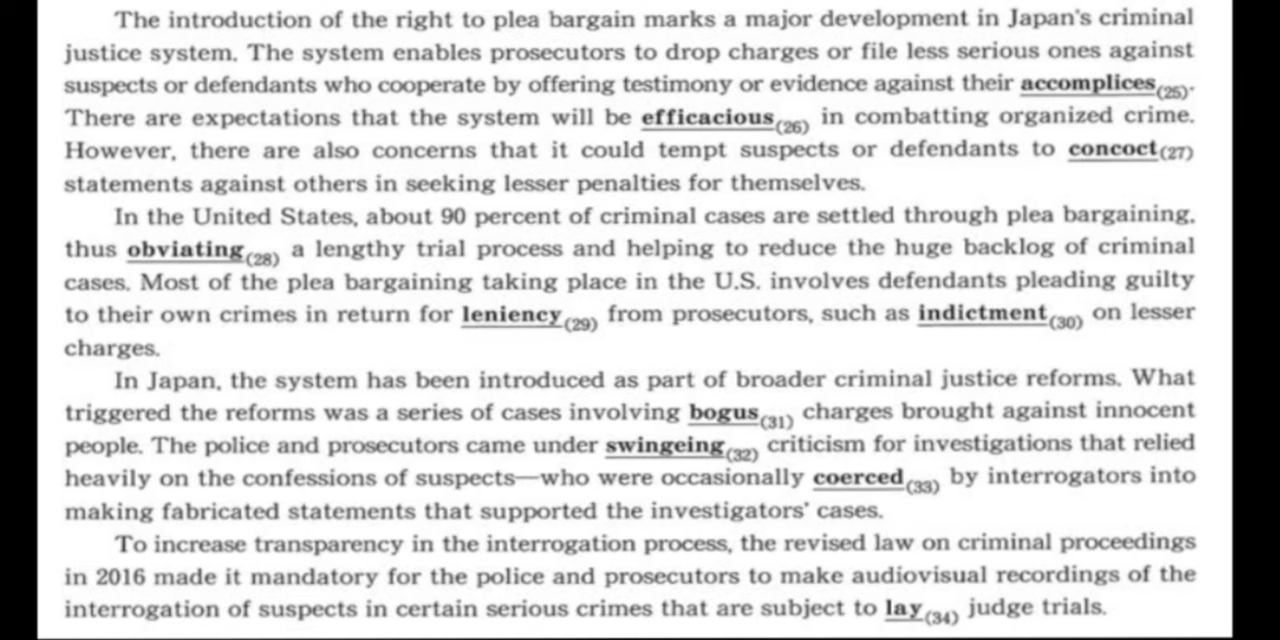 The introduction of the right to plea bargain marks a major development in Japan's criminal
justice system. The system enables prosecutors to drop charges or file less serious ones against
suspects or defendants who cooperate by offering testimony or evidence against their accomplices(25).
There are expectations that the system will be efficacious(26) in combatting organized crime.
However, there are also concerns that it could tempt suspects or defendants to concoct(27)
statements against others in seeking lesser penalties for themselves.
In the United States, about 90 percent of criminal cases are settled through plea bargaining,
thus obviating(28) a lengthy trial process and helping to reduce the huge backlog of criminal
cases. Most of the plea bargaining taking place in the U.S. involves defendants pleading guilty
to their own crimes in return for leniency(29) from prosecutors, such as indictment(30) on lesser
charges.
In Japan, the system has been introduced as part of broader criminal justice reforms. What
triggered the reforms was a series of cases involving bogus(31) charges brought against innocent
people. The police and prosecutors came under swingeing(32) criticism for investigations that relied
heavily on the confessions of suspects—who were occasionally coerced(33) by interrogators into
making fabricated statements that supported the investigators' cases.
To increase transparency in the interrogation process, the revised law on criminal proceedings
in 2016 made it mandatory for the police and prosecutors to make audiovisual recordings of the
interrogation of suspects in certain serious crimes that are subject to lay(34) judge trials.